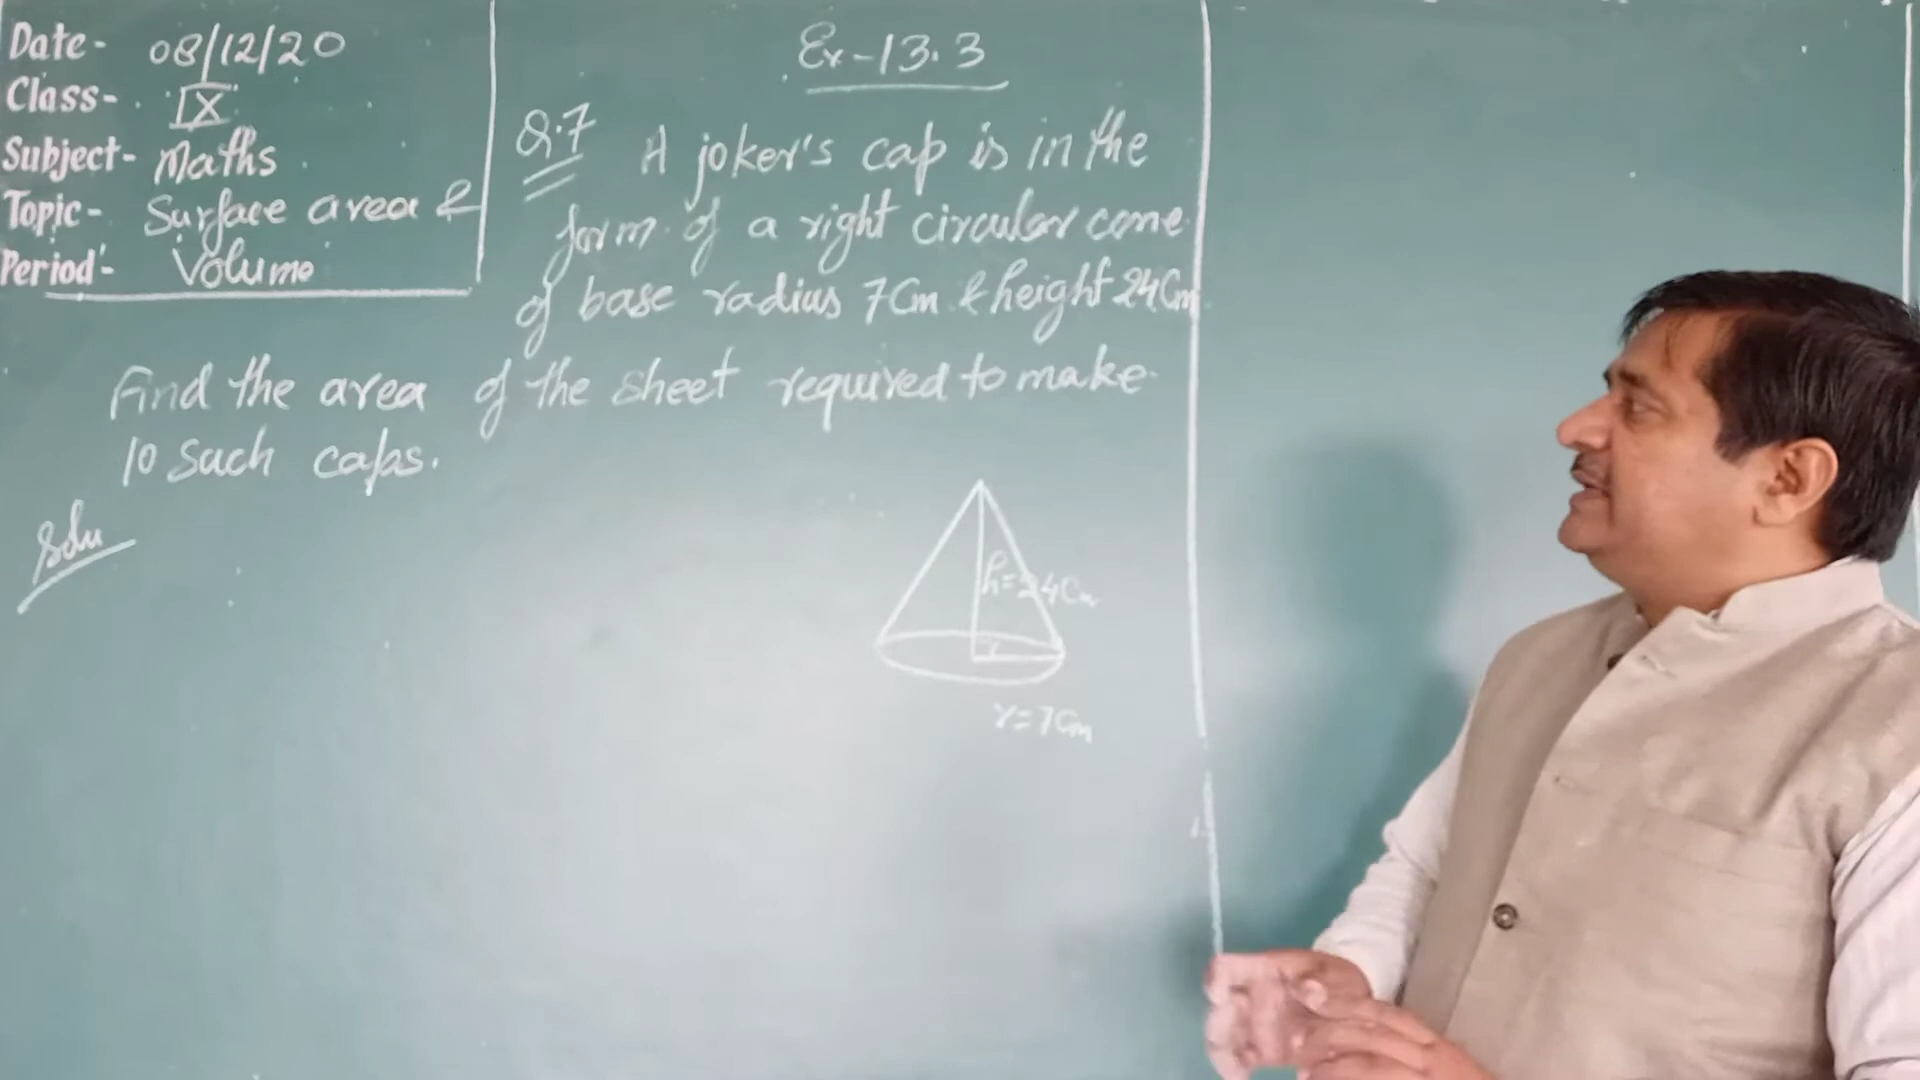 Date- 08/12/20
Class- IX
Subject- Maths
Topic- Surface area &
Period- Volume
Ex-13.3
Q.7 A joker's cap is in the
form of a right circular cone
of base radius 7Cm & height 24Cm
Find the area of the sheet required to make
10 Such caps.
Solu
h=24Cm
r=7Cm